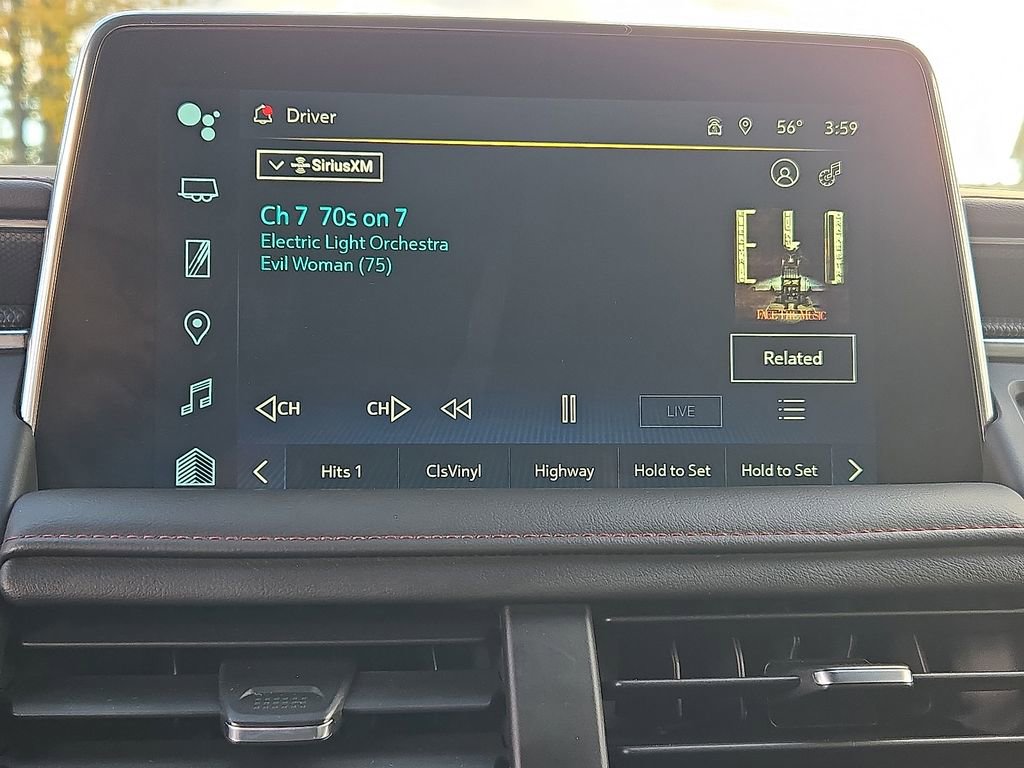 Driver
56° 3:59
SiriusXM
Ch 7 70s on 7
Electric Light Orchestra
Evil Woman (75)
ELO
FACE THE MUSIC
Related
CH
CH
LIVE
Hits 1
ClsVinyl
Highway
Hold to Set
Hold to Set